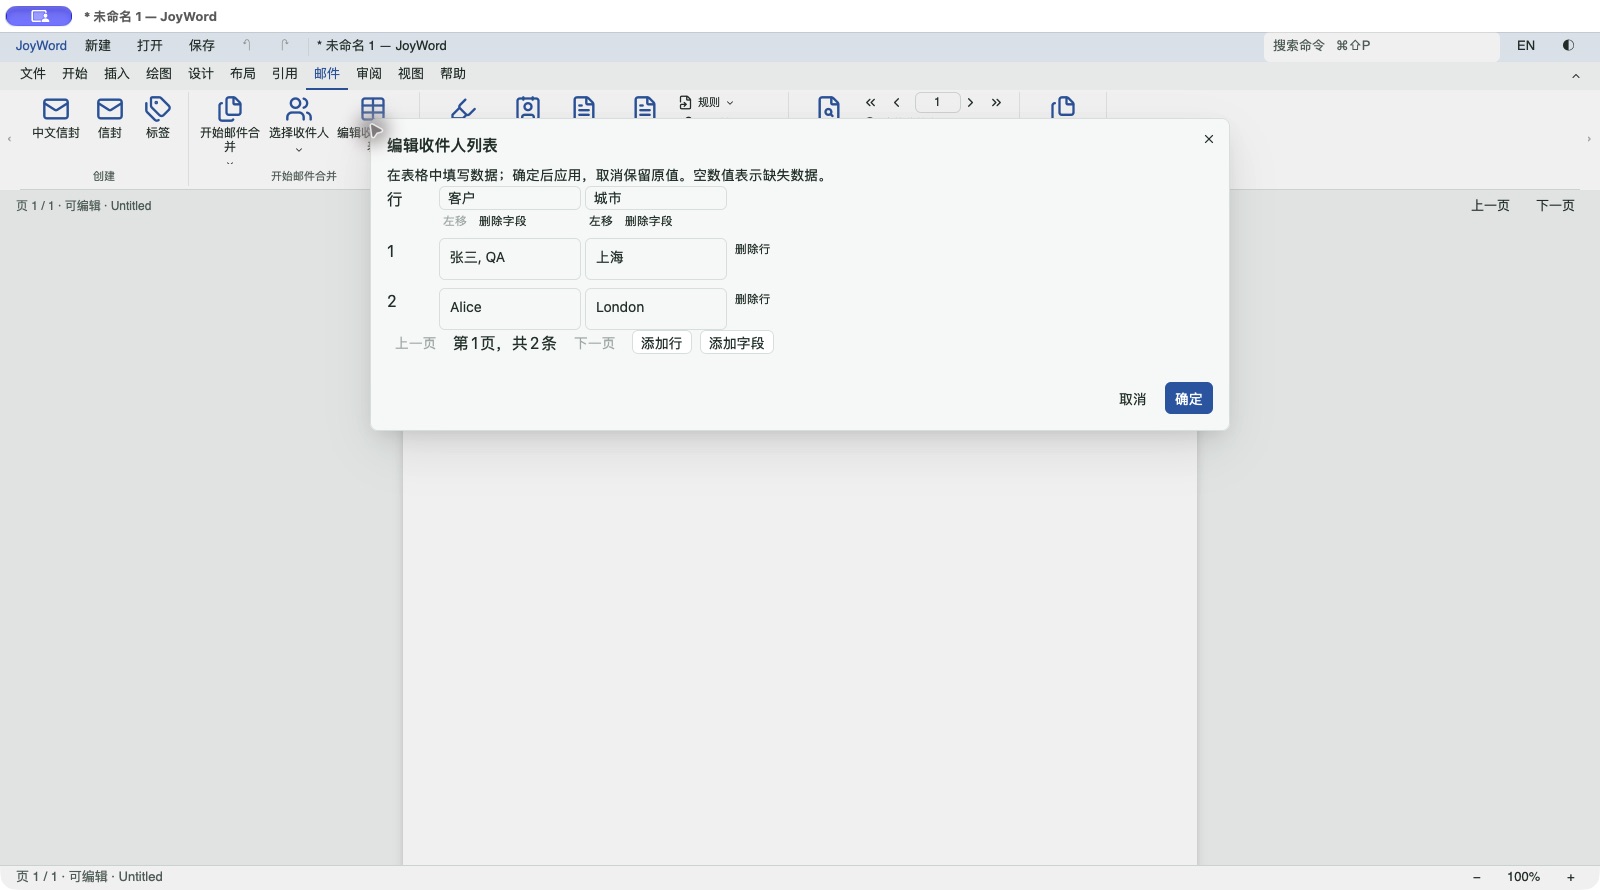 * 未命名 1 — JoyWord
JoyWord 新建 打开 保存 * 未命名 1 — JoyWord 搜索命令 ⌘⇧P EN
文件 开始 插入 绘图 设计 布局 引用 邮件 审阅 视图 帮助
规则 1
中文信封 信封 标签 开始邮件合并 选择收件人
创建 开始邮件合并
编辑收件人列表
在表格中填写数据；确定后应用，取消保留原值。空数值表示缺失数据。
行 客户 城市
左移 删除字段 左移 删除字段
1 张三, QA 上海 删除行
2 Alice London 删除行
上一页 第1页，共2条 下一页 添加行 添加字段
取消 确定
页 1 / 1 · 可编辑 · Untitled 上一页 下一页
页 1 / 1 · 可编辑 · Untitled − 100% +